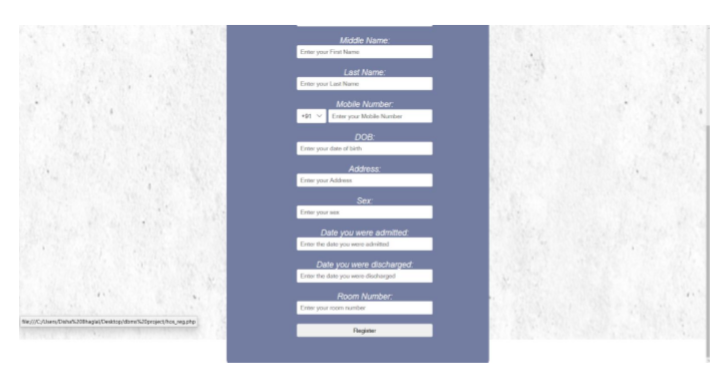 Middle Name:
Enter your First Name
Last Name:
Enter your Last Name
Mobile Number:
+91 Enter your Mobile Number
DOB:
Enter your date of birth
Address:
Enter your Address
Sex:
Enter your sex
Date you were admitted:
Enter the date you were admitted
Date you were discharged:
Enter the date you were discharged
Room Number:
Enter your room number
Register